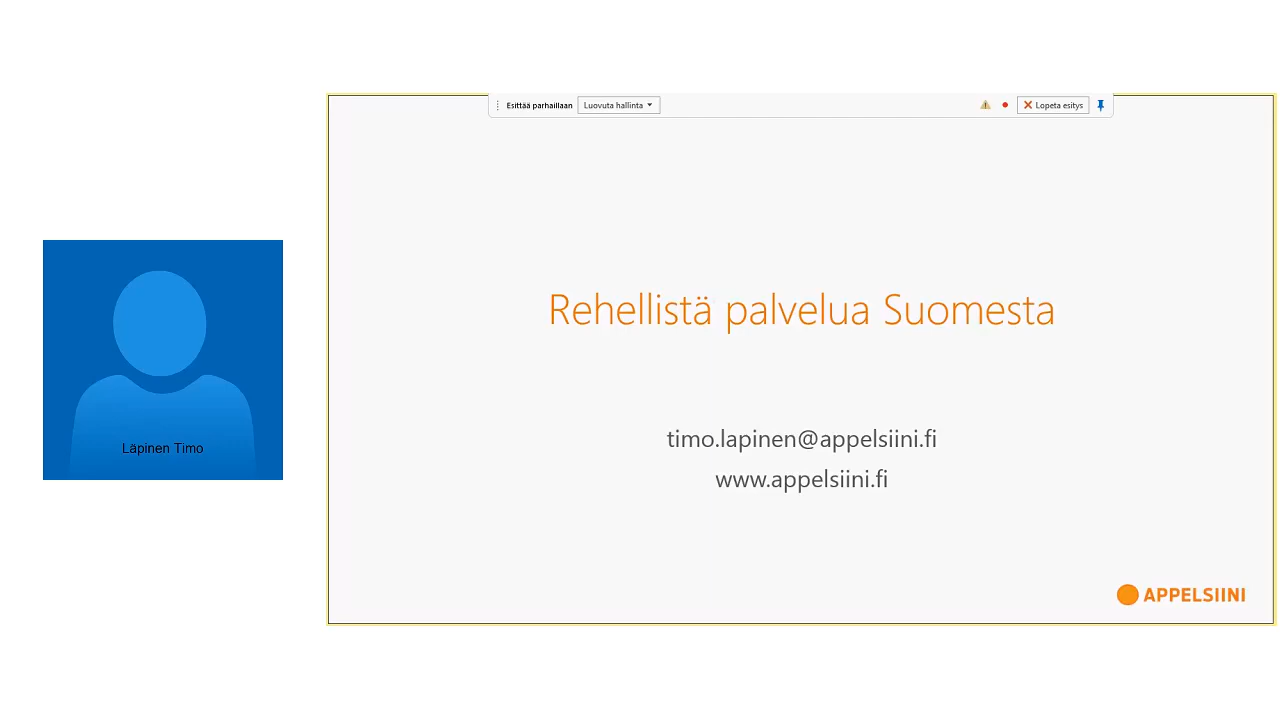 Esittää parhaillaan Luovuta hallinta Lopeta esitys
Rehellistä palvelua Suomesta
Läpinen Timo
timo.lapinen@appelsiini.fi
www.appelsiini.fi
APPELSIINI